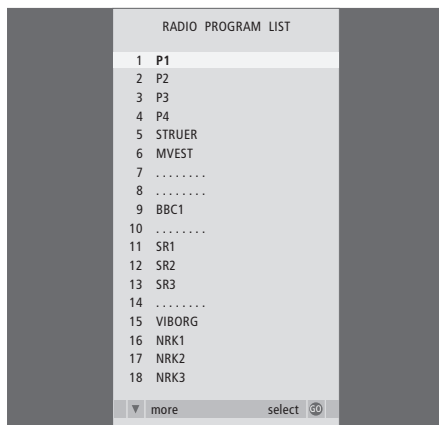 RADIO PROGRAM LIST
1 P1
2 P2
3 P3
4 P4
5 STRUER
6 MVEST
7 . . . . . . . .
8 . . . . . . . .
9 BBC1
10 . . . . . . . .
11 SR1
12 SR2
13 SR3
14 . . . . . . . .
15 VIBORG
16 NRK1
17 NRK2
18 NRK3
▼ more select GO